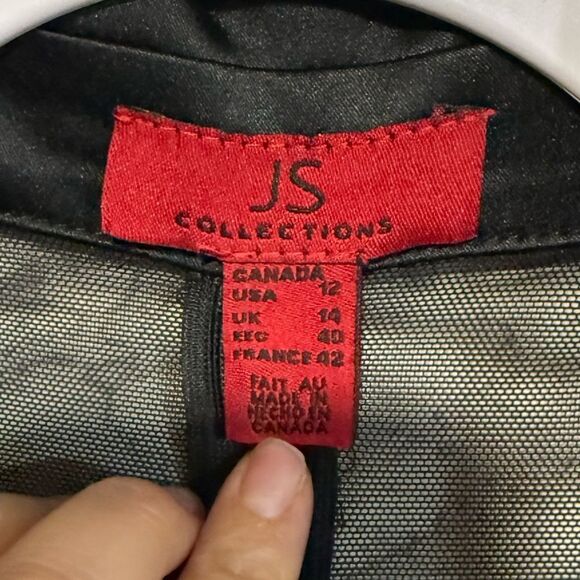 JS
COLLECTIONS
CANADA
USA 12
UK 14
EEC 40
FRANCE 42
FAIT AU
MADE IN
HECHO EN
CANADA